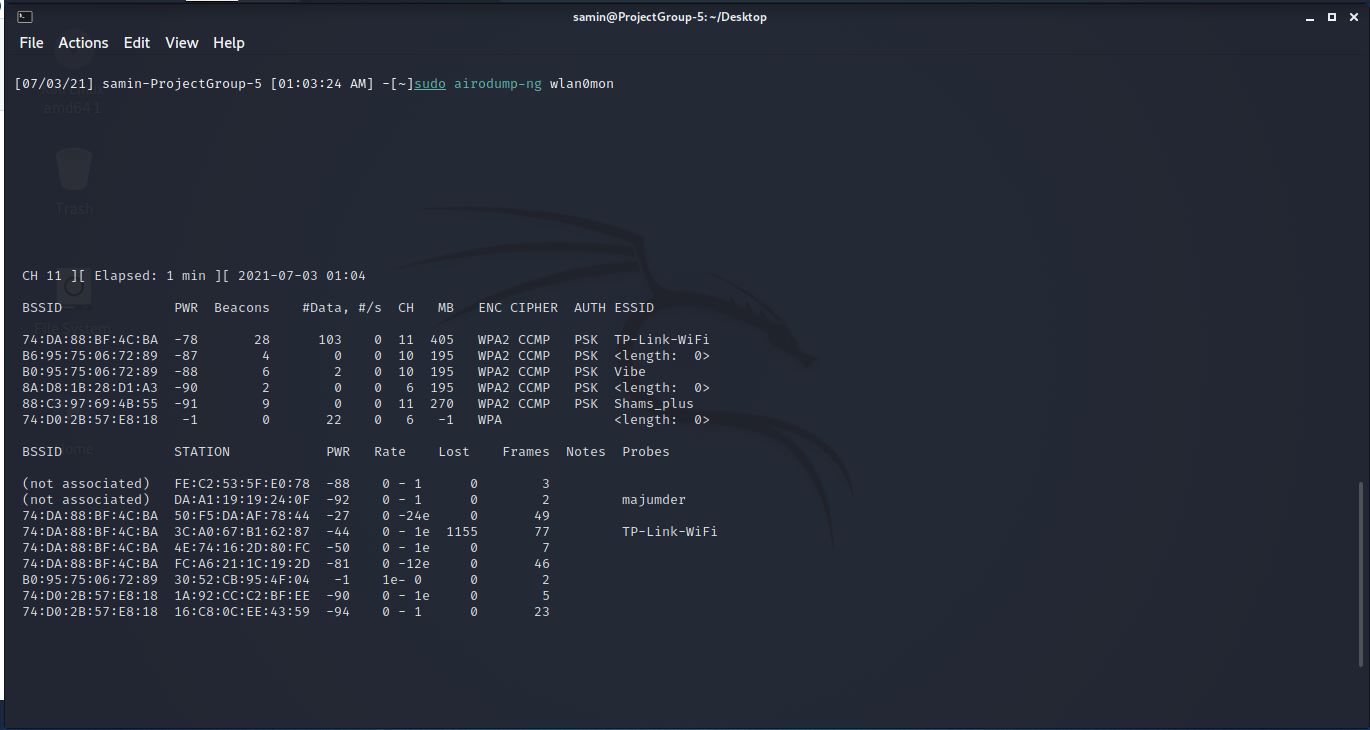 samin@ProjectGroup-5: ~/Desktop
File Actions Edit View Help
[07/03/21] samin-ProjectGroup-5 [01:03:24 AM] -[~]sudo airodump-ng wlan0mon
amd64 1
Trash
CH 11 ][ Elapsed: 1 min ][ 2021-07-03 01:04
File System
BSSID PWR Beacons #Data, #/s CH MB ENC CIPHER AUTH ESSID
74:DA:88:BF:4C:BA -78 28 103 0 11 405 WPA2 CCMP PSK TP-Link-WiFi
B6:95:75:06:72:89 -87 4 0 0 10 195 WPA2 CCMP PSK <length: 0>
B0:95:75:06:72:89 -88 6 2 0 10 195 WPA2 CCMP PSK Vibe
8A:D8:1B:28:D1:A3 -90 2 0 0 6 195 WPA2 CCMP PSK <length: 0>
88:C3:97:69:4B:55 -91 9 0 0 11 270 WPA2 CCMP PSK Shams_plus
74:D0:2B:57:E8:18 -1 0 22 0 6 -1 WPA <length: 0>
BSSID STATION PWR Rate Lost Frames Notes Probes
(not associated) FE:C2:53:5F:E0:78 -88 0 - 1 0 3
(not associated) DA:A1:19:19:24:0F -92 0 - 1 0 2 majumder
74:DA:88:BF:4C:BA 50:F5:DA:AF:78:44 -27 0 -24e 0 49
74:DA:88:BF:4C:BA 3C:A0:67:B1:62:87 -44 0 - 1e 1155 77 TP-Link-WiFi
74:DA:88:BF:4C:BA 4E:74:16:2D:80:FC -50 0 - 1e 0 7
74:DA:88:BF:4C:BA FC:A6:21:1C:19:2D -81 0 -12e 0 46
B0:95:75:06:72:89 30:52:CB:95:4F:04 -1 1e- 0 0 2
74:D0:2B:57:E8:18 1A:92:CC:C2:BF:EE -90 0 - 1e 0 5
74:D0:2B:57:E8:18 16:C8:0C:EE:43:59 -94 0 - 1 0 23